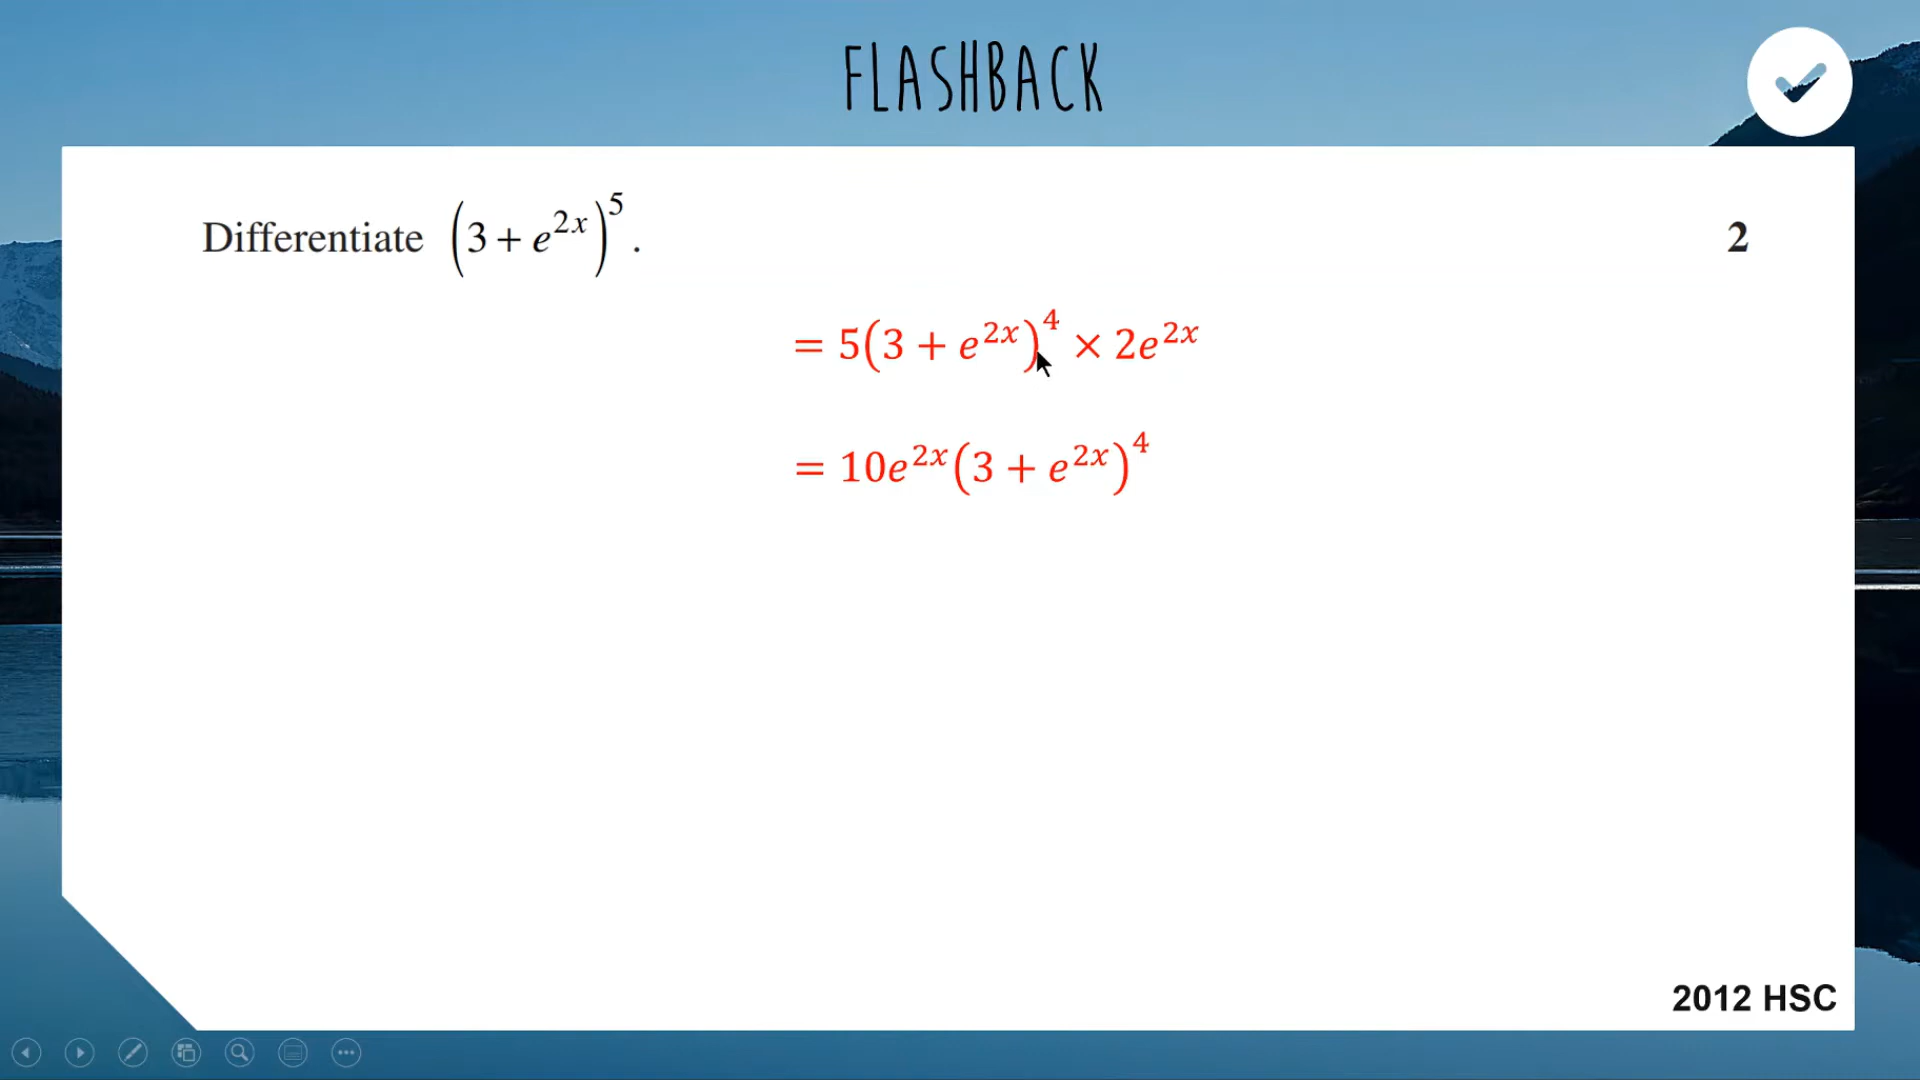 FLASHBACK
Differentiate (3 + e^{2x})^5. 2
= 5(3 + e^{2x})^4 × 2e^{2x}
= 10e^{2x}(3 + e^{2x})^4
2012 HSC